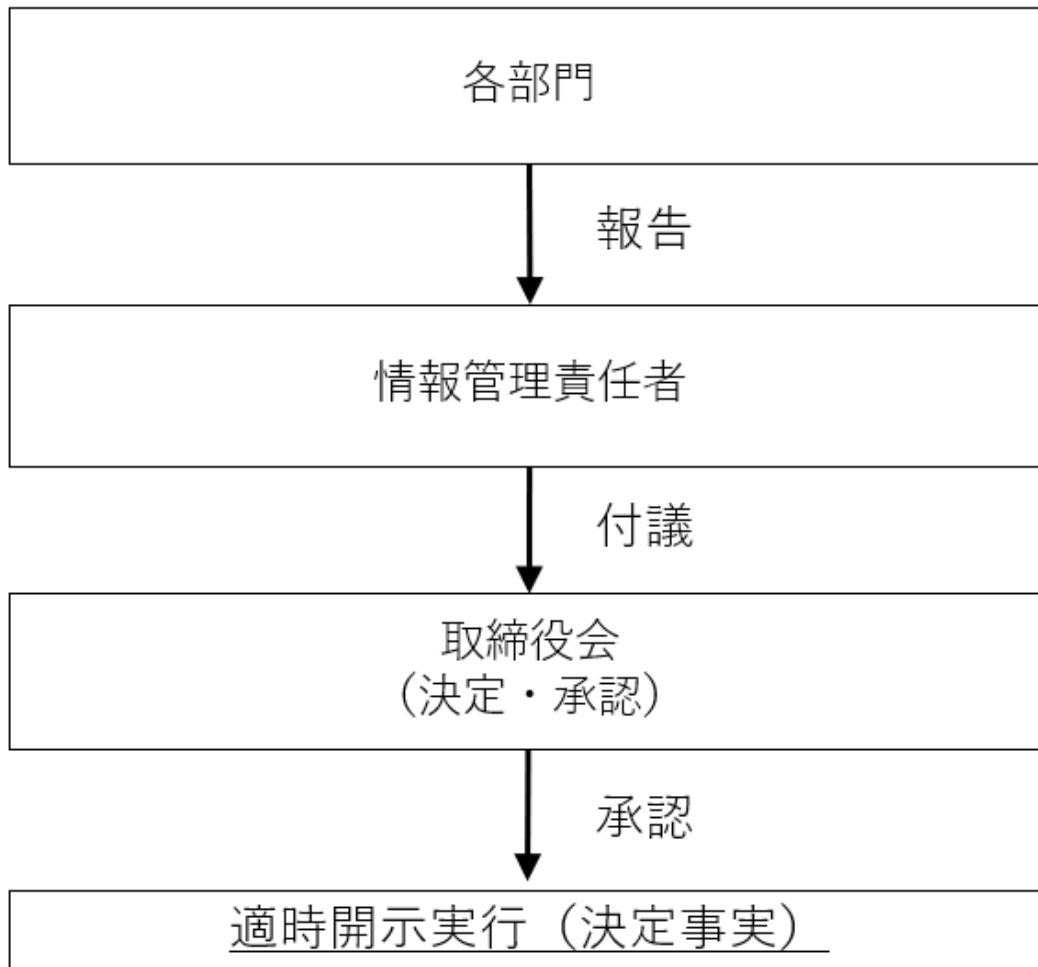 各部門
報告
情報管理責任者
付議
取締役会
(決定・承認)
承認
適時開示実行（決定事実）